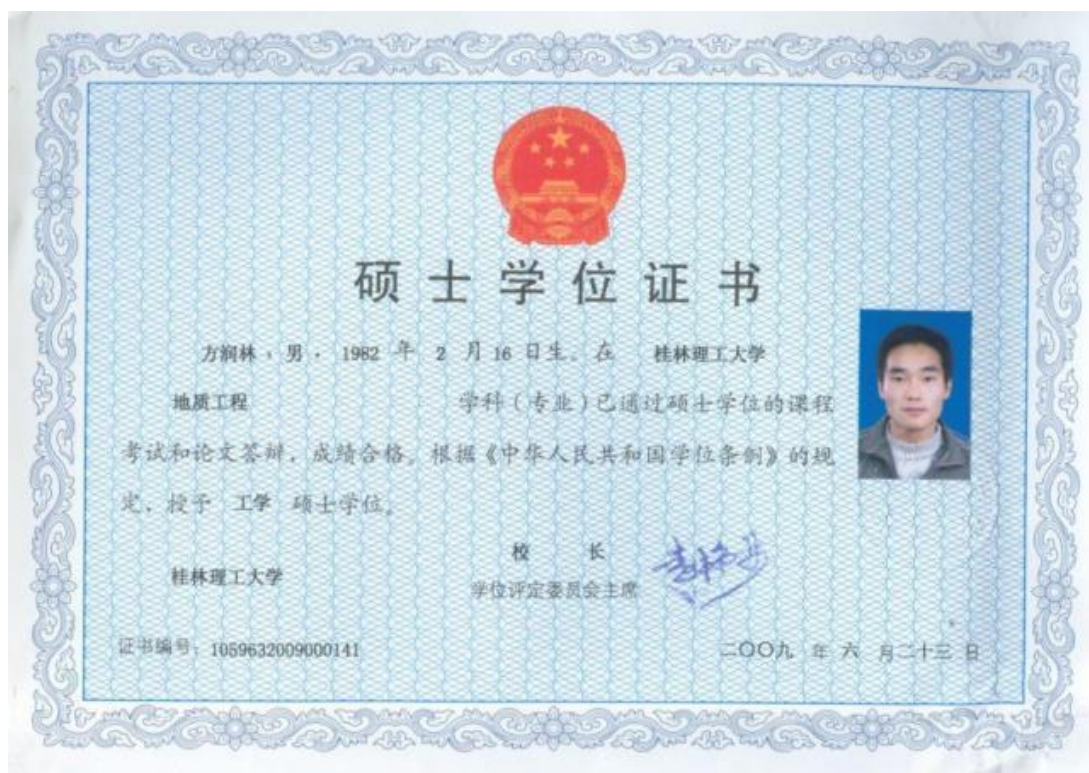 硕士学位证书
方润林,男,1982 年 2 月 16 日生。在 桂林理工大学
地质工程 学科(专业)已通过硕士学位的课程
考试和论文答辩,成绩合格。根据《中华人民共和国学位条例》的规
定,授予 工学 硕士学位。
桂林理工大学
校 长
学位评定委员会主席
证书编号:1059632009000141
二〇〇九 年 六 月二十三 日